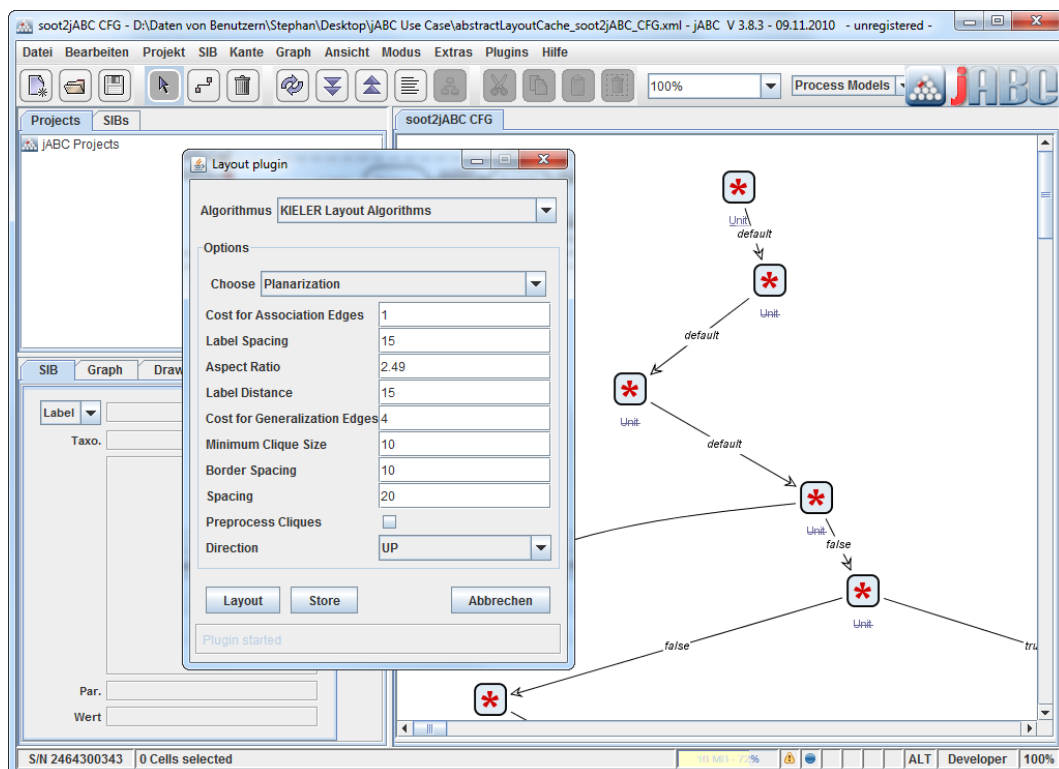 soot2jABC CFG - D:\Daten von Benutzern\Stephan\Desktop\jABC Use Case\abstractLayoutCache_soot2jABC_CFG.xml - jABC V 3.8.3 - 09.11.2010 - unregistered -
Datei Bearbeiten Projekt SIB Kante Graph Ansicht Modus Extras Plugins Hilfe
100% Process Models jABC
Projects SIBs
soot2jABC CFG
jABC Projects
Layout plugin
Algorithmus KIELER Layout Algorithms
Options
Choose Planarization
Cost for Association Edges 1
Label Spacing 15
Aspect Ratio 2.49
Label Distance 15
Cost for Generalization Edges 4
Minimum Clique Size 10
Border Spacing 10
Spacing 20
Preprocess Cliques
Direction UP
Layout Store Abbrechen
Plugin started
SIB Graph Draw
Label
Taxo.
Par.
Wert
Unit
default
Unit
default
Unit
default
Unit
false
Unit
false
tru
S/N 2464300343 0 Cells selected
72% ALT Developer 100%